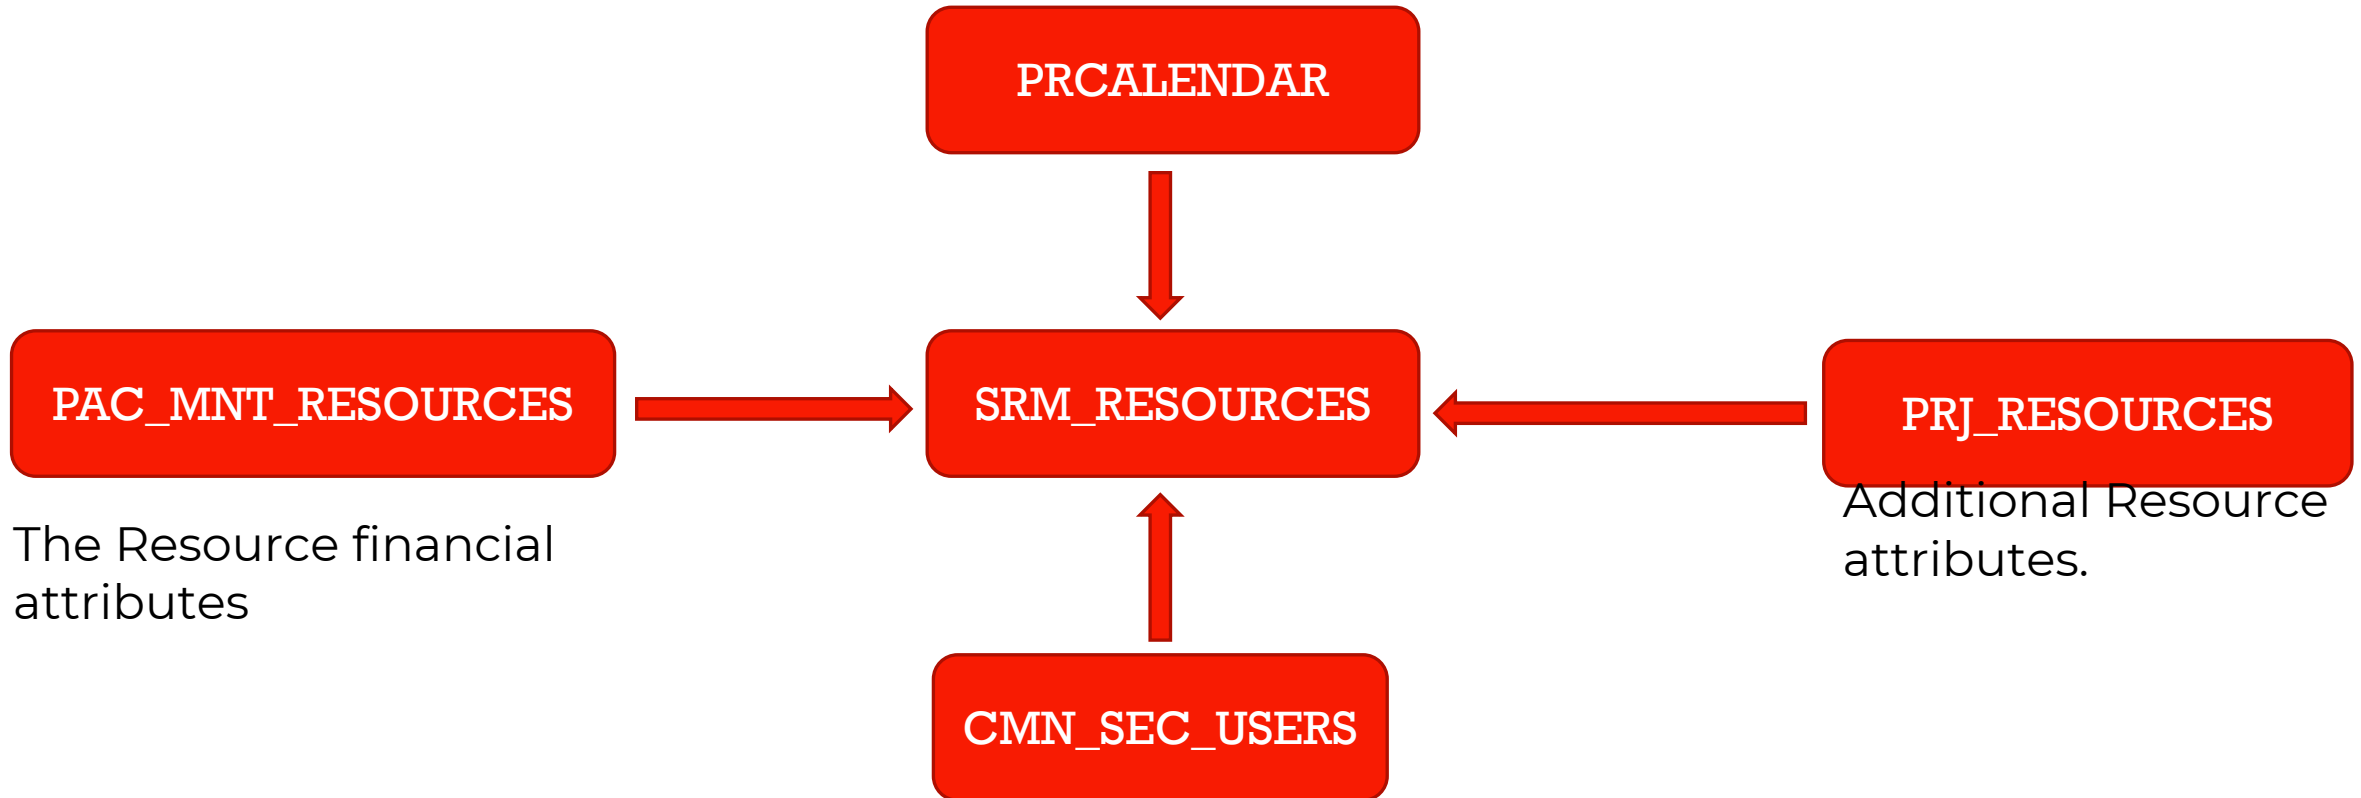 PRCALENDAR
PAC_MNT_RESOURCES
SRM_RESOURCES
PRJ_RESOURCES
The Resource financial
attributes
Additional Resource
attributes.
CMN_SEC_USERS